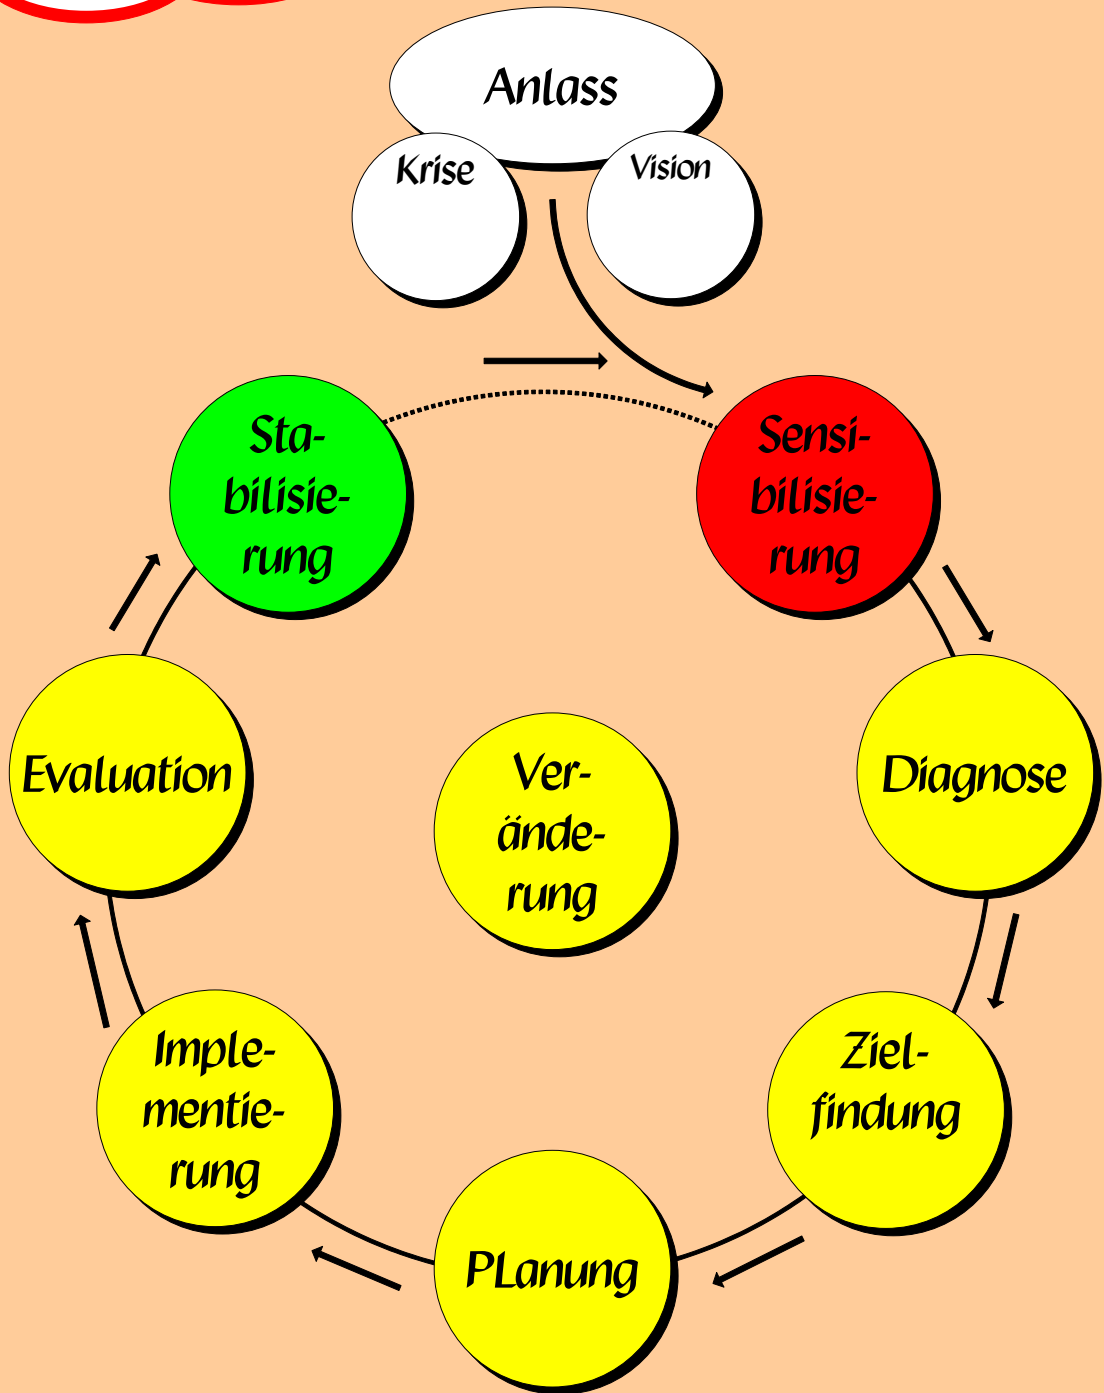 Anlass
Krise
Vision
Sta-
bilisie-
rung
Sensi-
bilisie-
rung
Evaluation
Ver-
ände-
rung
Diagnose
Imple-
mentie-
rung
Ziel-
findung
PLanung